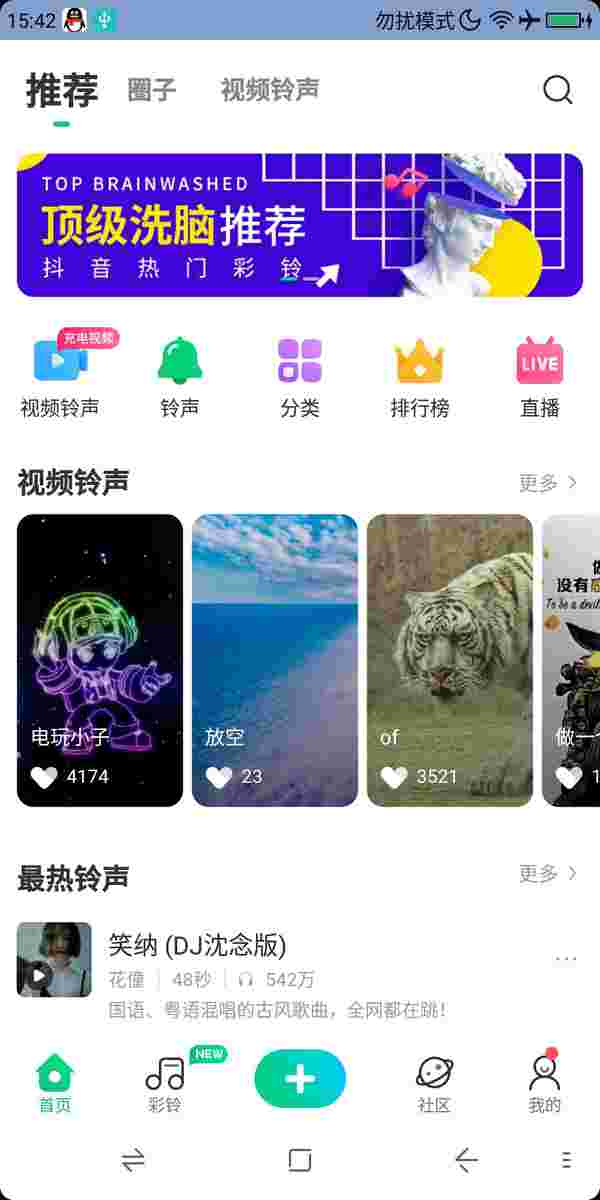 15:42 勿扰模式
推荐 圈子 视频铃声
TOP BRAINWASHED
顶级洗脑推荐
抖音热门彩铃
充电视频
LIVE
视频铃声 铃声 分类 排行榜 直播
视频铃声 更多
没有
To be a devil
电玩小子 放空 of 做一个
4174 23 3521 1
最热铃声 更多
笑纳 (DJ沈念版)
花僮 48秒 542万
国语、粤语混唱的古风歌曲，全网都在跳！
NEW
首页 彩铃 社区 我的